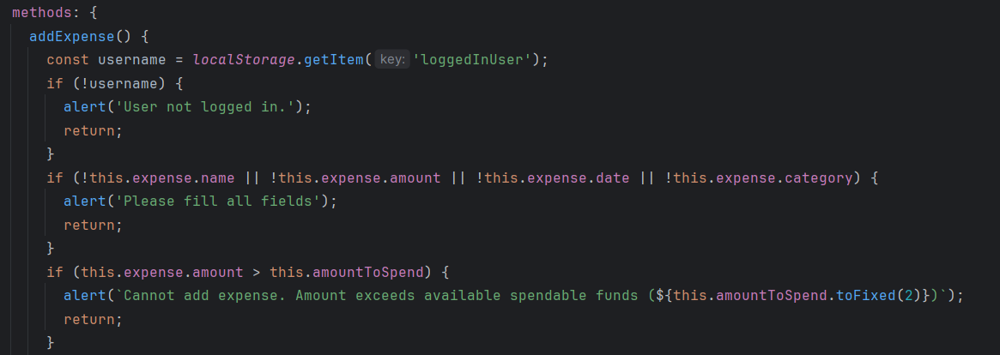 methods: {
addExpense() {
const username = localStorage.getItem( key: 'loggedInUser');
if (!username) {
alert('User not logged in.');
return;
}
if (!this.expense.name || !this.expense.amount || !this.expense.date || !this.expense.category) {
alert('Please fill all fields');
return;
}
if (this.expense.amount > this.amountToSpend) {
alert(`Cannot add expense. Amount exceeds available spendable funds (${this.amountToSpend.toFixed(2)})`);
return;
}